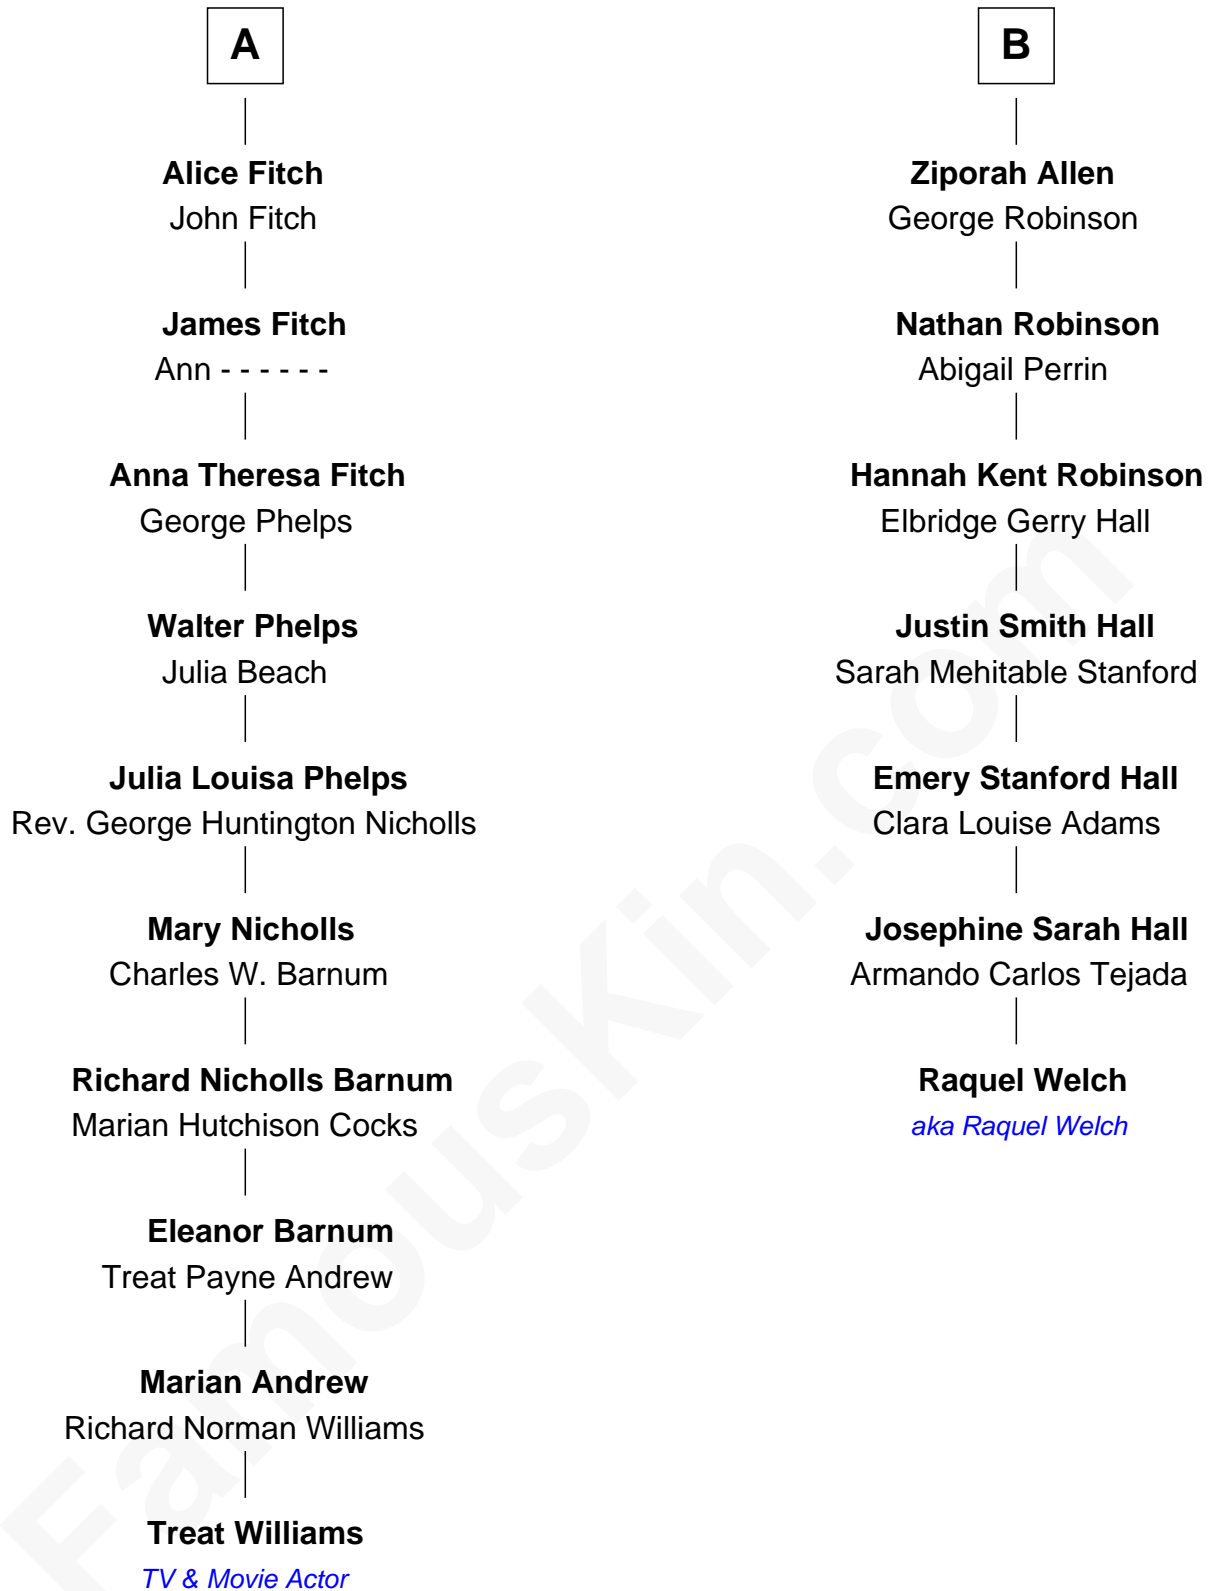 A
Alice Fitch
John Fitch
James Fitch
Ann - - - - - -
Anna Theresa Fitch
George Phelps
Walter Phelps
Julia Beach
Julia Louisa Phelps
Rev. George Huntington Nicholls
Mary Nicholls
Charles W. Barnum
Richard Nicholls Barnum
Marian Hutchison Cocks
Eleanor Barnum
Treat Payne Andrew
Marian Andrew
Richard Norman Williams
Treat Williams
TV & Movie Actor
B
Ziporah Allen
George Robinson
Nathan Robinson
Abigail Perrin
Hannah Kent Robinson
Elbridge Gerry Hall
Justin Smith Hall
Sarah Mehitable Stanford
Emery Stanford Hall
Clara Louise Adams
Josephine Sarah Hall
Armando Carlos Tejada
Raquel Welch
aka Raquel Welch
FamousKin.com